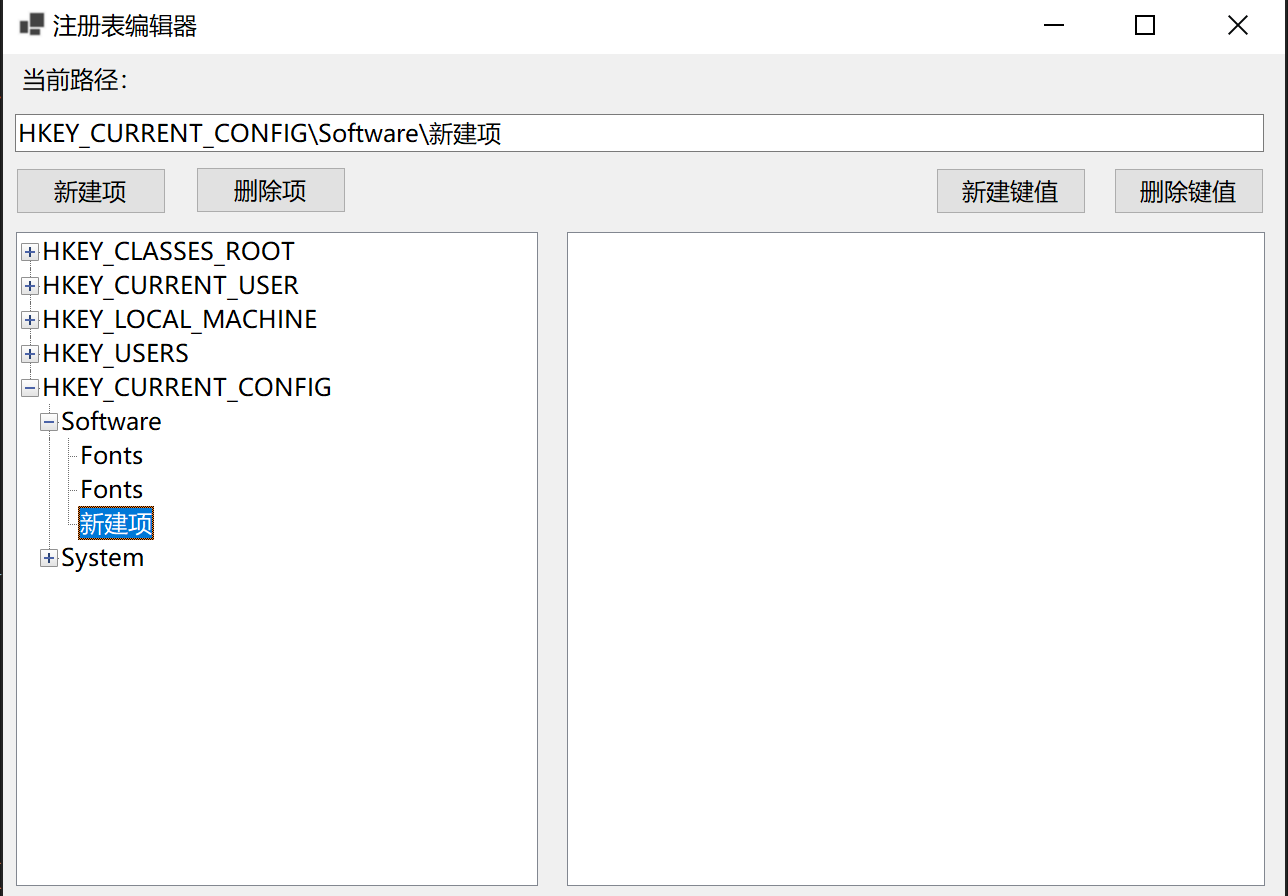 注册表编辑器
当前路径：
HKEY_CURRENT_CONFIG\Software\新建项
新建项 删除项 新建键值 删除键值
HKEY_CLASSES_ROOT
HKEY_CURRENT_USER
HKEY_LOCAL_MACHINE
HKEY_USERS
HKEY_CURRENT_CONFIG
Software
Fonts
Fonts
新建项
System